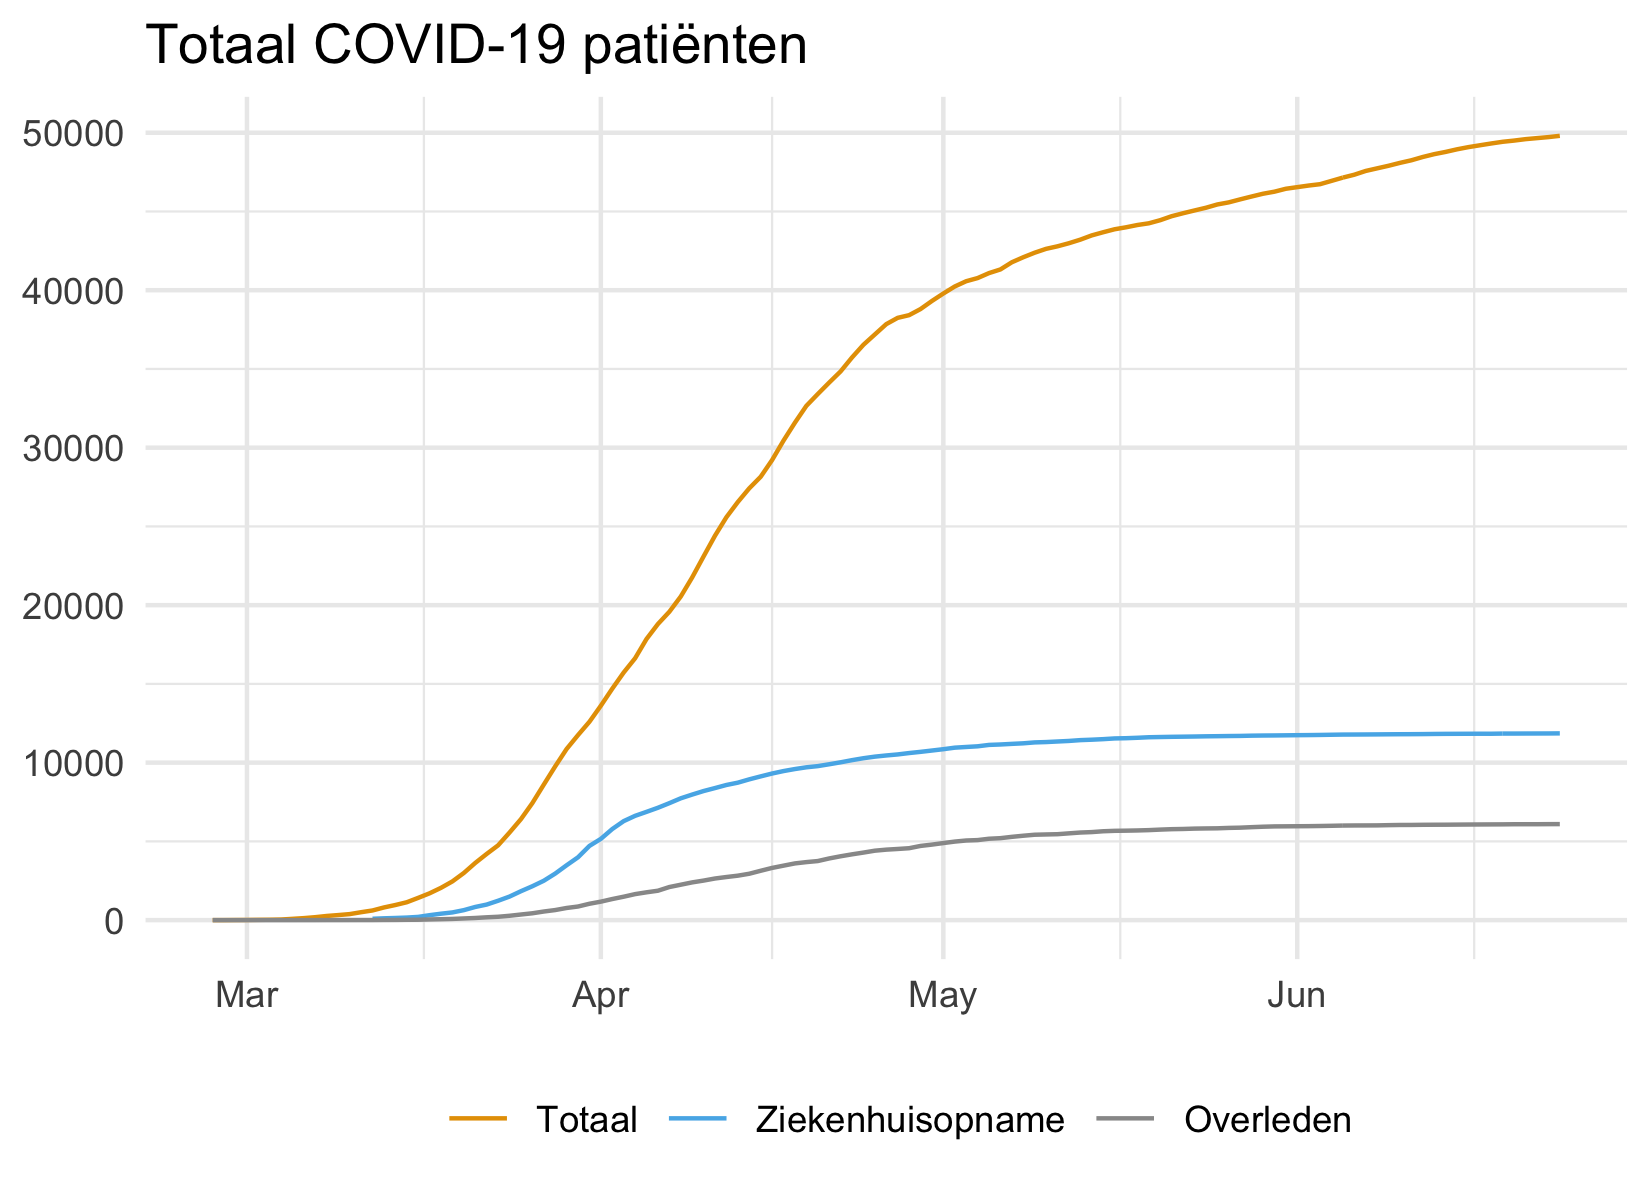 Totaal COVID-19 patiënten
50000
40000
30000
20000
10000
0
Mar Apr May Jun
Totaal Ziekenhuisopname Overleden